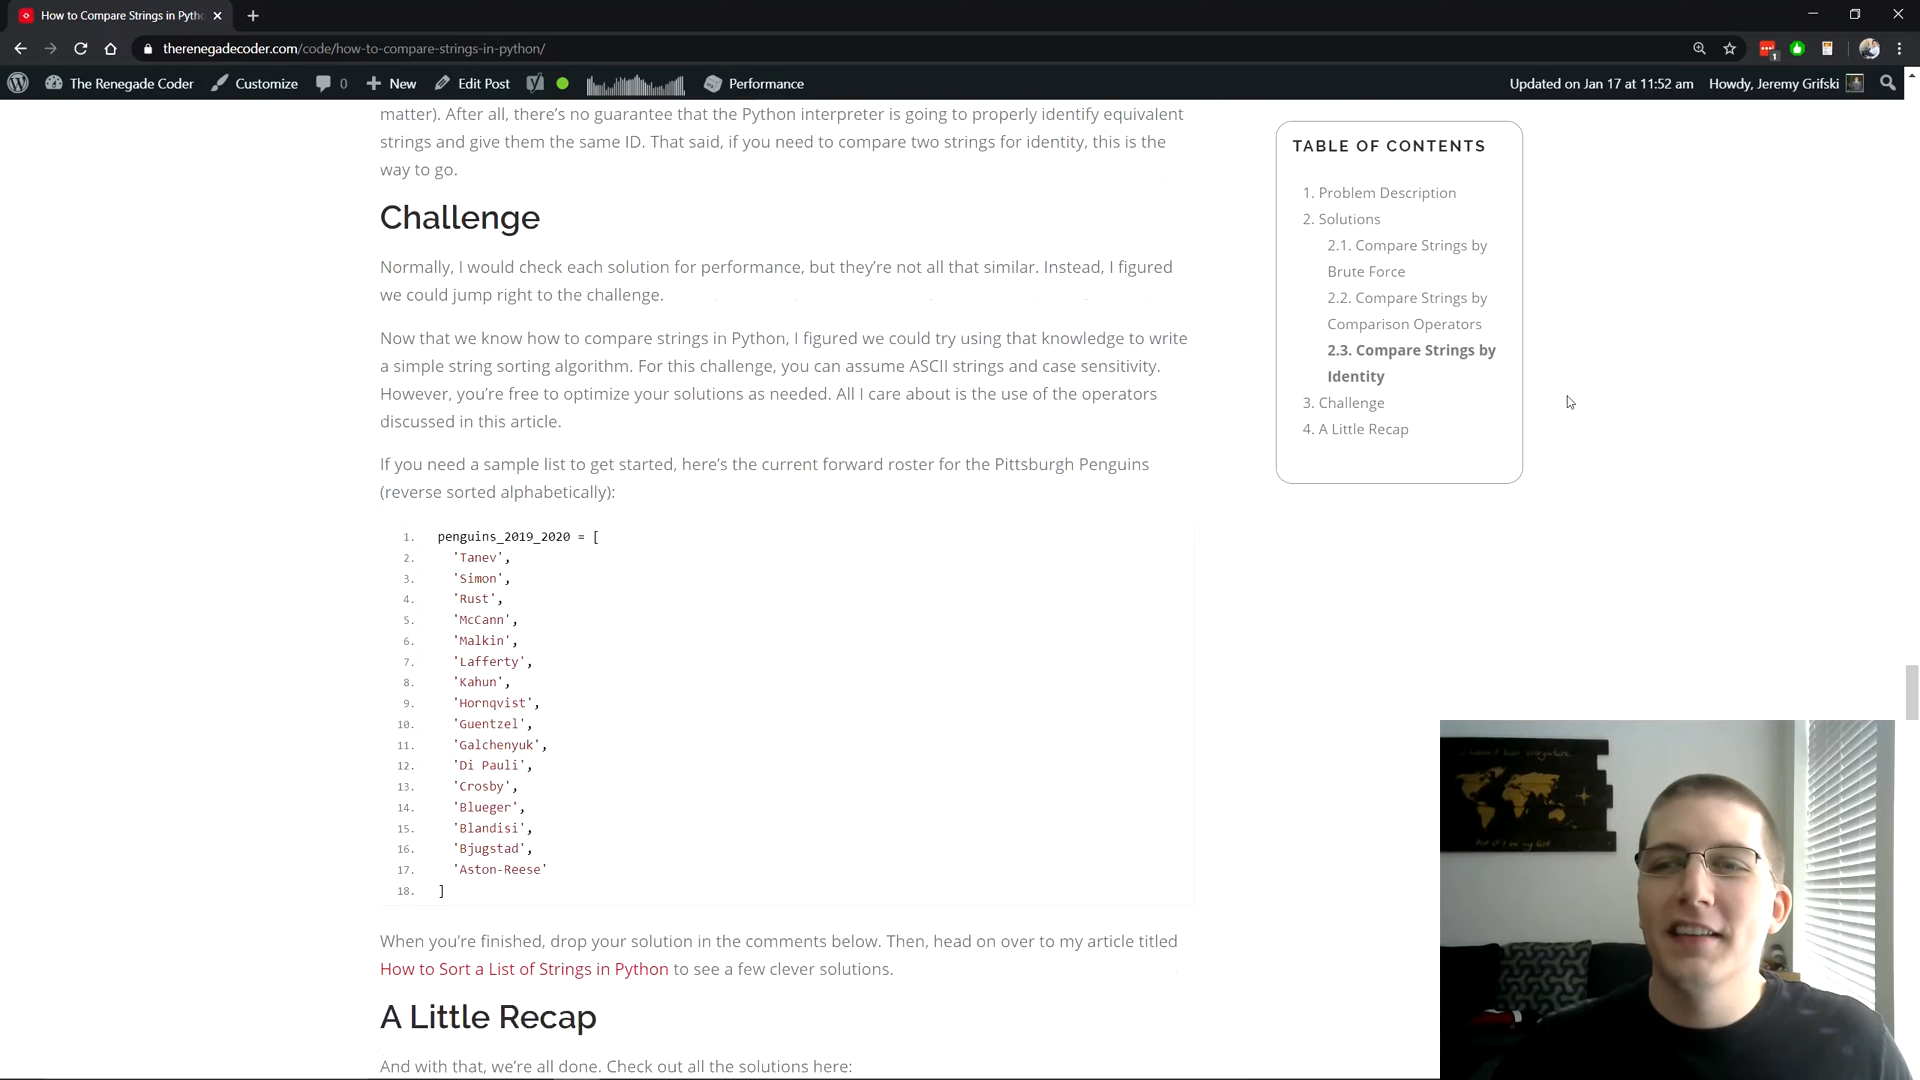 How to Compare Strings in Pyth
therenegadecoder.com/code/how-to-compare-strings-in-python/
1
The Renegade Coder Customize 0 New Edit Post Performance Updated on Jan 17 at 11:52 am Howdy, Jeremy Grifski
matter). After all, there's no guarantee that the Python interpreter is going to properly identify equivalent
strings and give them the same ID. That said, if you need to compare two strings for identity, this is the
way to go.
Challenge
Normally, I would check each solution for performance, but they're not all that similar. Instead, I figured
we could jump right to the challenge.
Now that we know how to compare strings in Python, I figured we could try using that knowledge to write
a simple string sorting algorithm. For this challenge, you can assume ASCII strings and case sensitivity.
However, you're free to optimize your solutions as needed. All I care about is the use of the operators
discussed in this article.
If you need a sample list to get started, here's the current forward roster for the Pittsburgh Penguins
(reverse sorted alphabetically):
1. penguins_2019_2020 = [
2. 'Tanev',
3. 'Simon',
4. 'Rust',
5. 'McCann',
6. 'Malkin',
7. 'Lafferty',
8. 'Kahun',
9. 'Hornqvist',
10. 'Guentzel',
11. 'Galchenyuk',
12. 'Di Pauli',
13. 'Crosby',
14. 'Blueger',
15. 'Blandisi',
16. 'Bjugstad',
17. 'Aston-Reese'
18. ]
When you're finished, drop your solution in the comments below. Then, head on over to my article titled
How to Sort a List of Strings in Python to see a few clever solutions.
A Little Recap
And with that, we're all done. Check out all the solutions here:
TABLE OF CONTENTS
1. Problem Description
2. Solutions
2.1. Compare Strings by
Brute Force
2.2. Compare Strings by
Comparison Operators
2.3. Compare Strings by
Identity
3. Challenge
4. A Little Recap